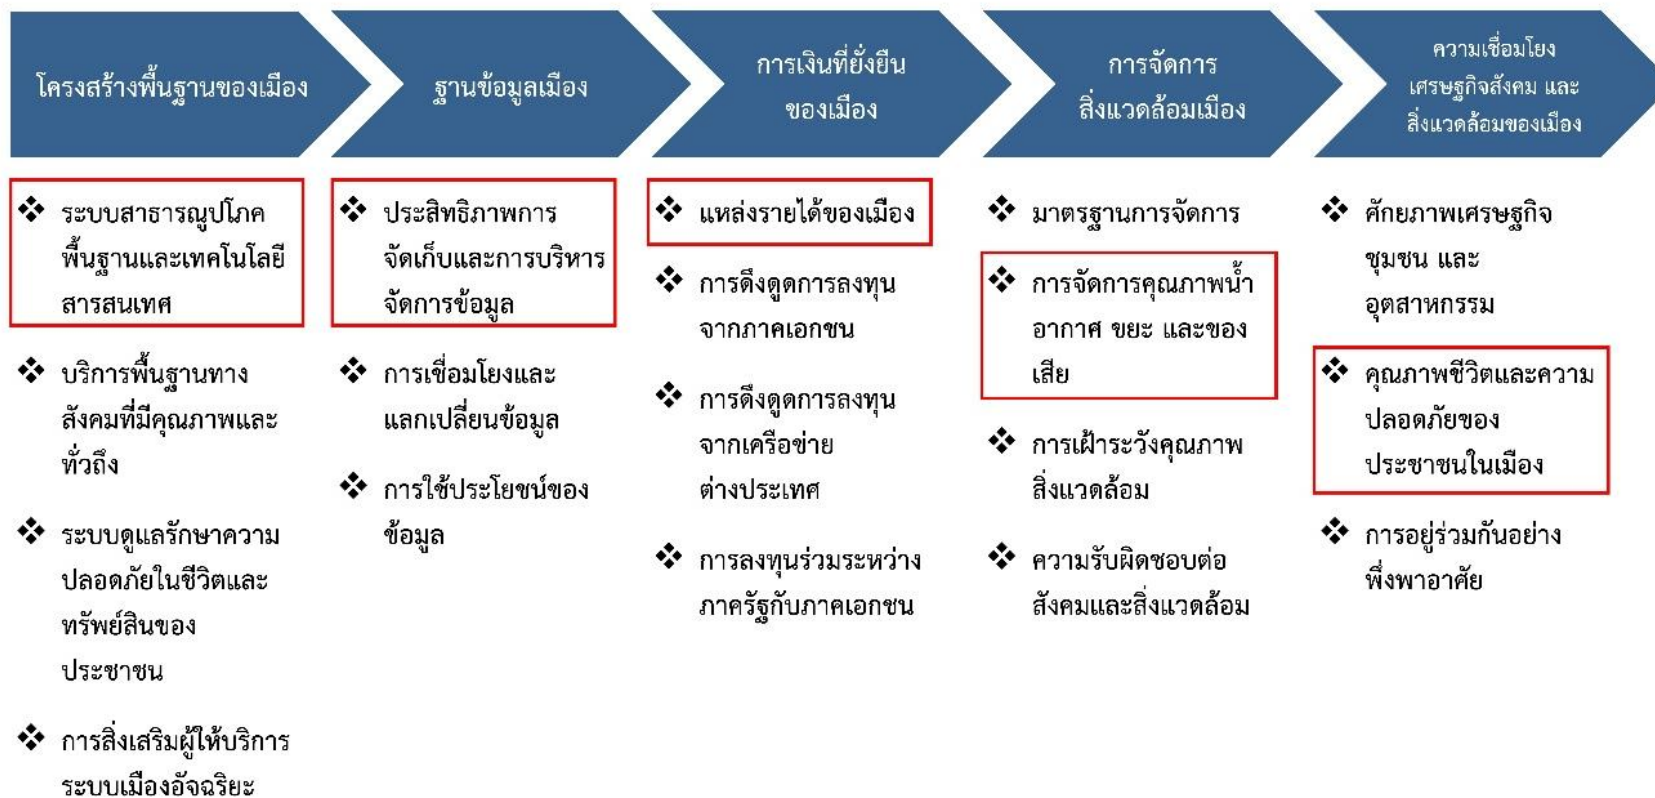 โครงสร้างพื้นฐานของเมือง
ฐานข้อมูลเมือง
การเงินที่ยั่งยืน
ของเมือง
การจัดการ
สิ่งแวดล้อมเมือง
ความเชื่อมโยง
เศรษฐกิจสังคม และ
สิ่งแวดล้อมของเมือง
❖ ระบบสาธารณูปโภค
พื้นฐานและเทคโนโลยี
สารสนเทศ
❖ บริการพื้นฐานทาง
สังคมที่มีคุณภาพและ
ทั่วถึง
❖ ระบบดูแลรักษาความ
ปลอดภัยในชีวิตและ
ทรัพย์สินของ
ประชาชน
❖ การสิ่งเสริมผู้ให้บริการ
ระบบเมืองอัจฉริยะ
❖ ประสิทธิภาพการ
จัดเก็บและการบริหาร
จัดการข้อมูล
❖ การเชื่อมโยงและ
แลกเปลี่ยนข้อมูล
❖ การใช้ประโยชน์ของ
ข้อมูล
❖ แหล่งรายได้ของเมือง
❖ การดึงดูดการลงทุน
จากภาคเอกชน
❖ การดึงดูดการลงทุน
จากเครือข่าย
ต่างประเทศ
❖ การลงทุนร่วมระหว่าง
ภาครัฐกับภาคเอกชน
❖ มาตรฐานการจัดการ
❖ การจัดการคุณภาพน้ำ
อากาศ ขยะ และของ
เสีย
❖ การเฝ้าระวังคุณภาพ
สิ่งแวดล้อม
❖ ความรับผิดชอบต่อ
สังคมและสิ่งแวดล้อม
❖ ศักยภาพเศรษฐกิจ
ชุมชน และ
อุตสาหกรรม
❖ คุณภาพชีวิตและความ
ปลอดภัยของ
ประชาชนในเมือง
❖ การอยู่ร่วมกันอย่าง
พึ่งพาอาศัย